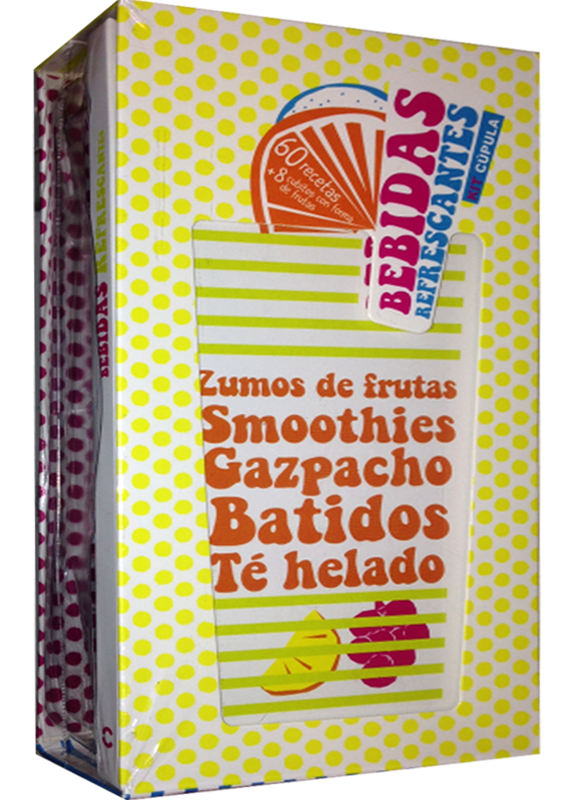 60 recetas
+ 8 cubitos con forma
de frutas
BEBIDAS
REFRESCANTES
KIT CÚPULA
Zumos de frutas
Smoothies
Gazpacho
Batidos
Té helado
BEBIDAS REFRESCANTES
C